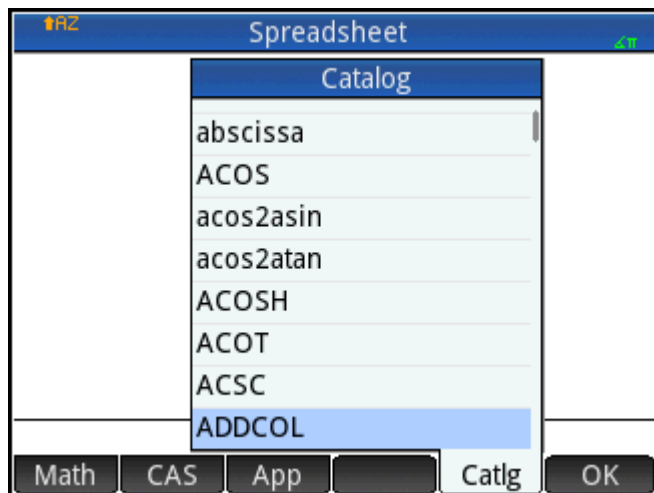 ↑AZ
Spreadsheet
∡π
Catalog
abscissa
ACOS
acos2asin
acos2atan
ACOSH
ACOT
ACSC
ADDCOL
Math CAS App Catlg OK